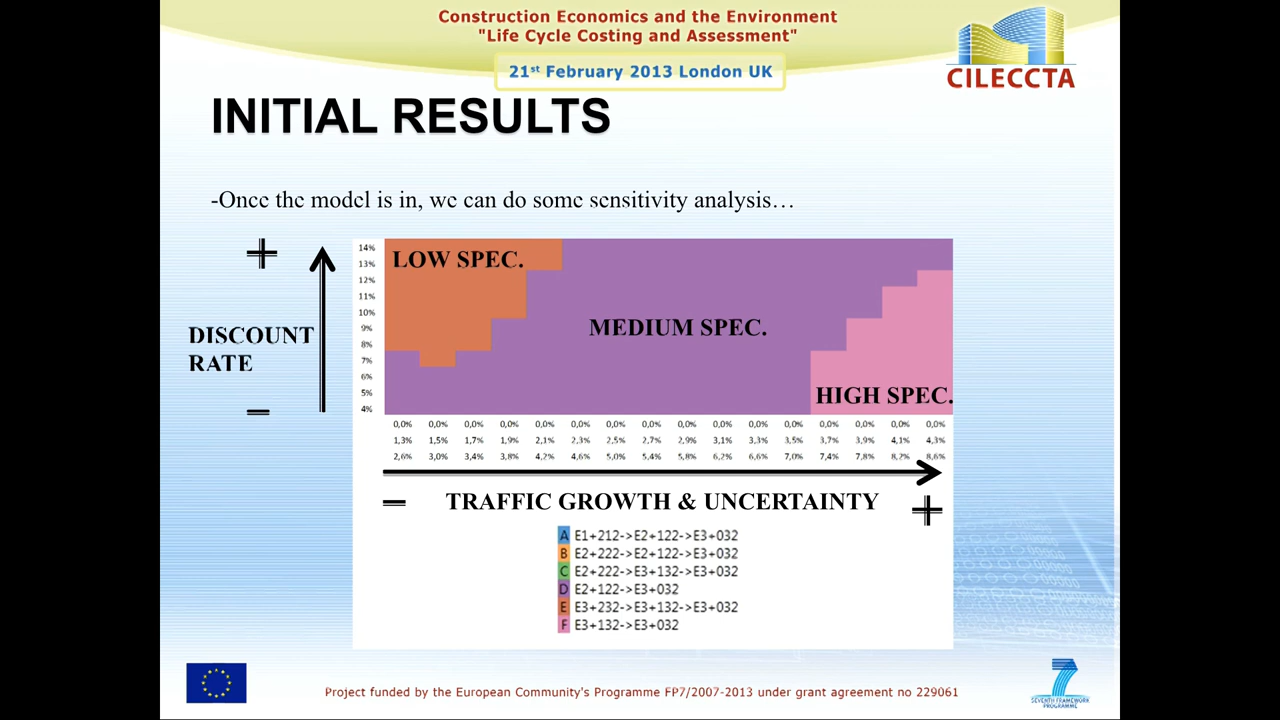 Construction Economics and the Environment
"Life Cycle Costing and Assessment"
21st February 2013 London UK
CILECCTA
INITIAL RESULTS
-Once the model is in, we can do some sensitivity analysis…
+
DISCOUNT
RATE
–
14%
13%
12%
11%
10%
9%
8%
7%
6%
5%
4%
LOW SPEC.
MEDIUM SPEC.
HIGH SPEC.
0,0% 0,0% 0,0% 0,0% 0,0% 0,0% 0,0% 0,0% 0,0% 0,0% 0,0% 0,0% 0,0% 0,0% 0,0% 0,0%
1,3% 1,5% 1,7% 1,9% 2,1% 2,3% 2,5% 2,7% 2,9% 3,1% 3,3% 3,5% 3,7% 3,9% 4,1% 4,3%
2,6% 3,0% 3,4% 3,8% 4,2% 4,6% 5,0% 5,4% 5,8% 6,2% 6,6% 7,0% 7,4% 7,8% 8,2% 8,6%
– TRAFFIC GROWTH & UNCERTAINTY +
A E1+212->E2+122->E3+032
B E2+222->E2+122->E3+032
C E2+222->E3+132->E3+032
D E2+122->E3+032
E E3+232->E3+132->E3+032
F E3+132->E3+032
Project funded by the European Community's Programme FP7/2007-2013 under grant agreement no 229061
7
SEVENTH FRAMEWORK
PROGRAMME